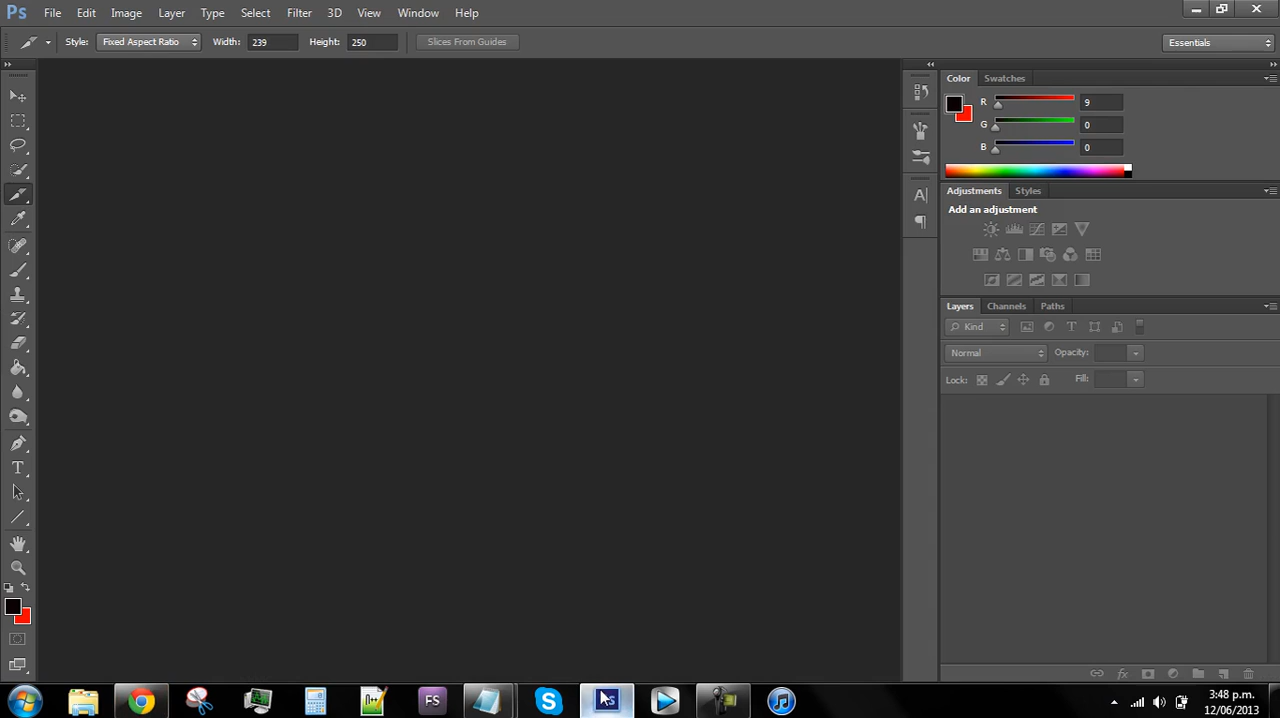 Ps File Edit Image Layer Type Select Filter 3D View Window Help
Style: Fixed Aspect Ratio Width: 239 Height: 250 Slices From Guides Essentials
Color Swatches
R 9
G 0
B 0
Adjustments Styles
Add an adjustment
Layers Channels Paths
Kind
Normal Opacity:
Lock: Fill:
FS
Ps
3:48 p.m.
12/06/2013